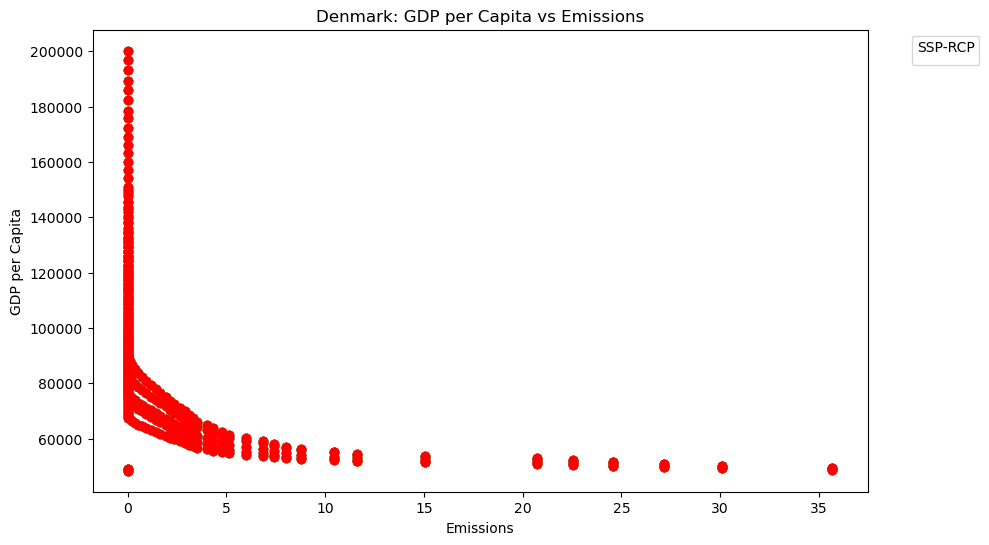 Denmark: GDP per Capita vs Emissions
SSP-RCP
GDP per Capita
200000
180000
160000
140000
120000
100000
80000
60000
0 5 10 15 20 25 30 35
Emissions